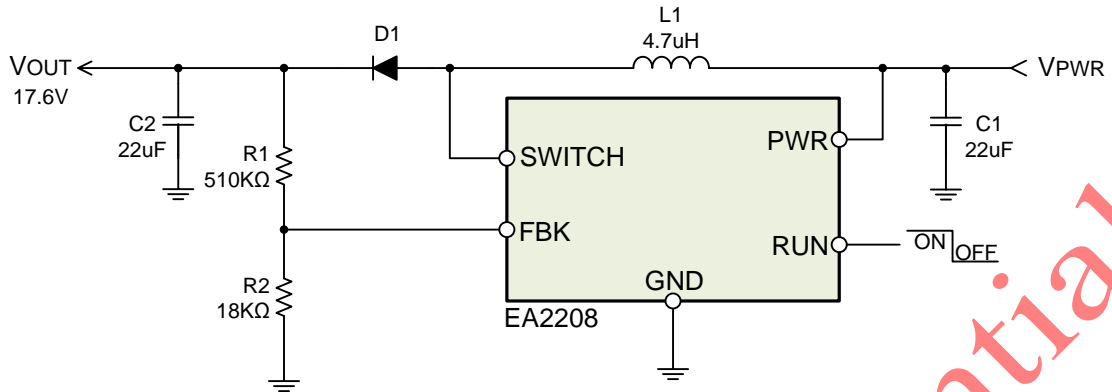 L1
4.7uH
D1
VOUT
17.6V
VPWR
C2
22uF
R1
510KΩ
R2
18KΩ
SWITCH
PWR
FBK
RUN
GND
EA2208
C1
22uF
ON
OFF
ntial